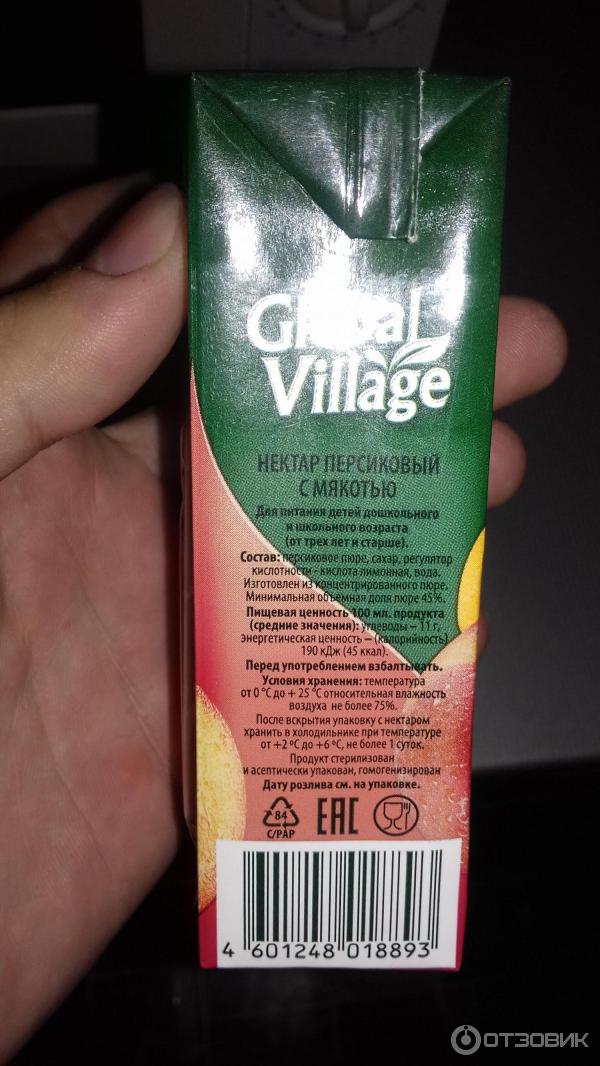 Global
Village
НЕКТАР ПЕРСИКОВЫЙ
С МЯКОТЬЮ
Для питания детей дошкольного
и школьного возраста
(от трех лет и старше).
Состав: персиковое пюре, сахар, регулятор
кислотности - кислота лимонная, вода.
Изготовлен из концентрированного пюре.
Минимальная объемная доля пюре 45%.
Пищевая ценность 100 мл. продукта
(средние значения): углеводы – 11 г,
энергетическая ценность – (калорийность)
190 кДж (45 ккал).
Перед употреблением взбалтывать.
Условия хранения: температура
от 0 °С до + 25 °С относительная влажность
воздуха не более 75%.
После вскрытия упаковку с нектаром
хранить в холодильнике при температуре
от +2 ºС до +6 ºС, не более 1 суток.
Продукт стерилизован
и асептически упакован, гомогенизирован
Дату розлива см. на упаковке.
84
C/PAP
EAC
4 601248 018893
ОТЗОВИК